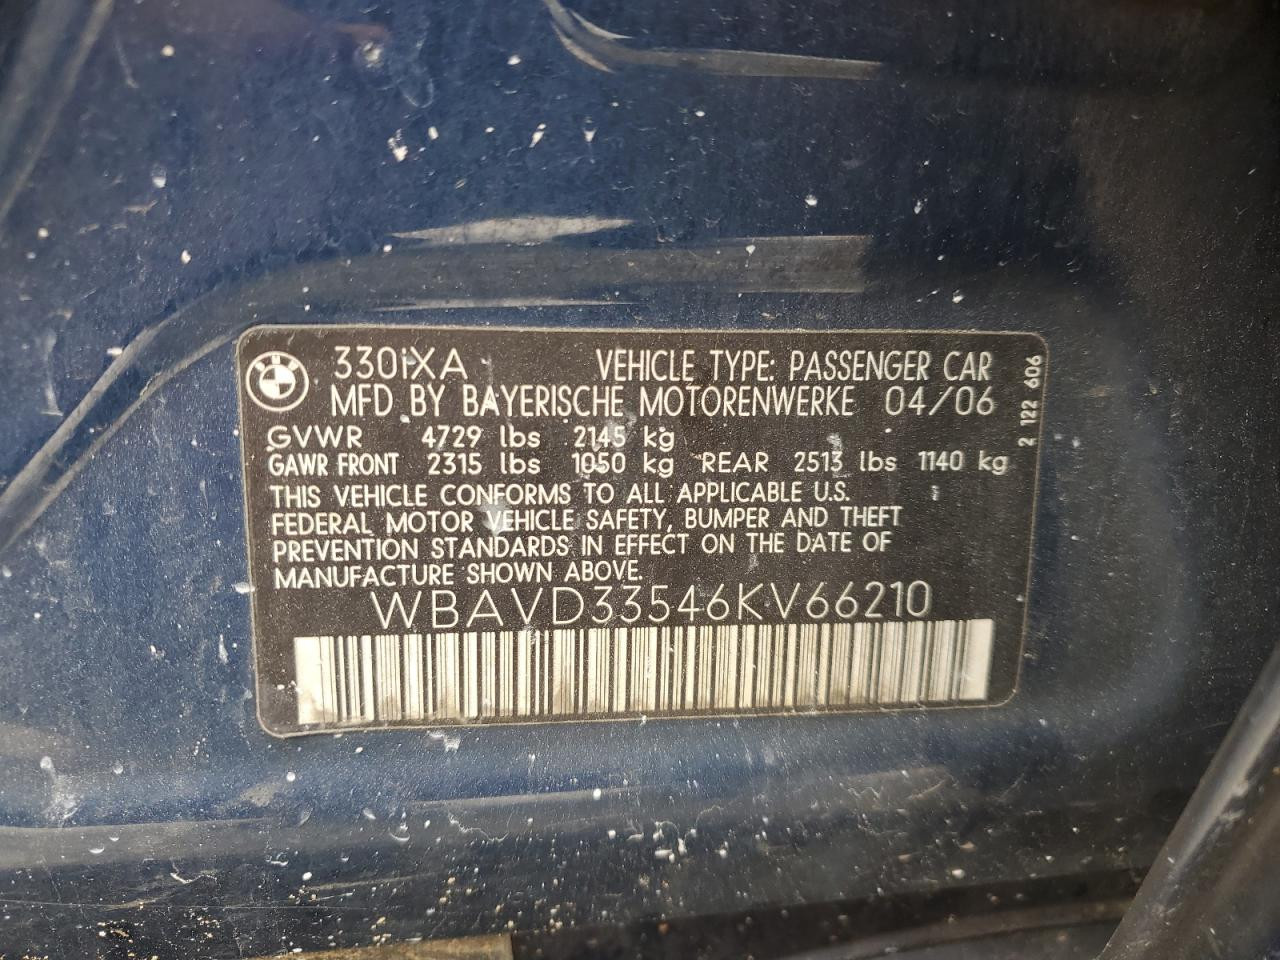 330iXA VEHICLE TYPE: PASSENGER CAR
MFD BY BAYERISCHE MOTORENWERKE 04/06
GVWR 4729 lbs 2145 kg
GAWR FRONT 2315 lbs 1050 kg REAR 2513 lbs 1140 kg
THIS VEHICLE CONFORMS TO ALL APPLICABLE U.S.
FEDERAL MOTOR VEHICLE SAFETY, BUMPER AND THEFT
PREVENTION STANDARDS IN EFFECT ON THE DATE OF
MANUFACTURE SHOWN ABOVE.
WBAVD33546KV66210
2 122 606